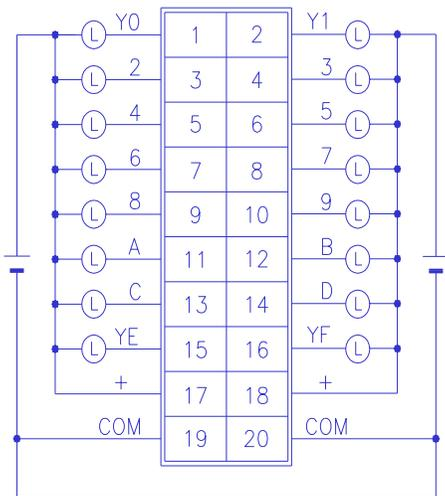 L Y0 1 2 Y1 L
L 2 3 4 3 L
L 4 5 6 5 L
L 6 7 8 7 L
L 8 9 10 9 L
L A 11 12 B L
L C 13 14 D L
L YE 15 16 YF L
+ 17 18 +
COM 19 20 COM